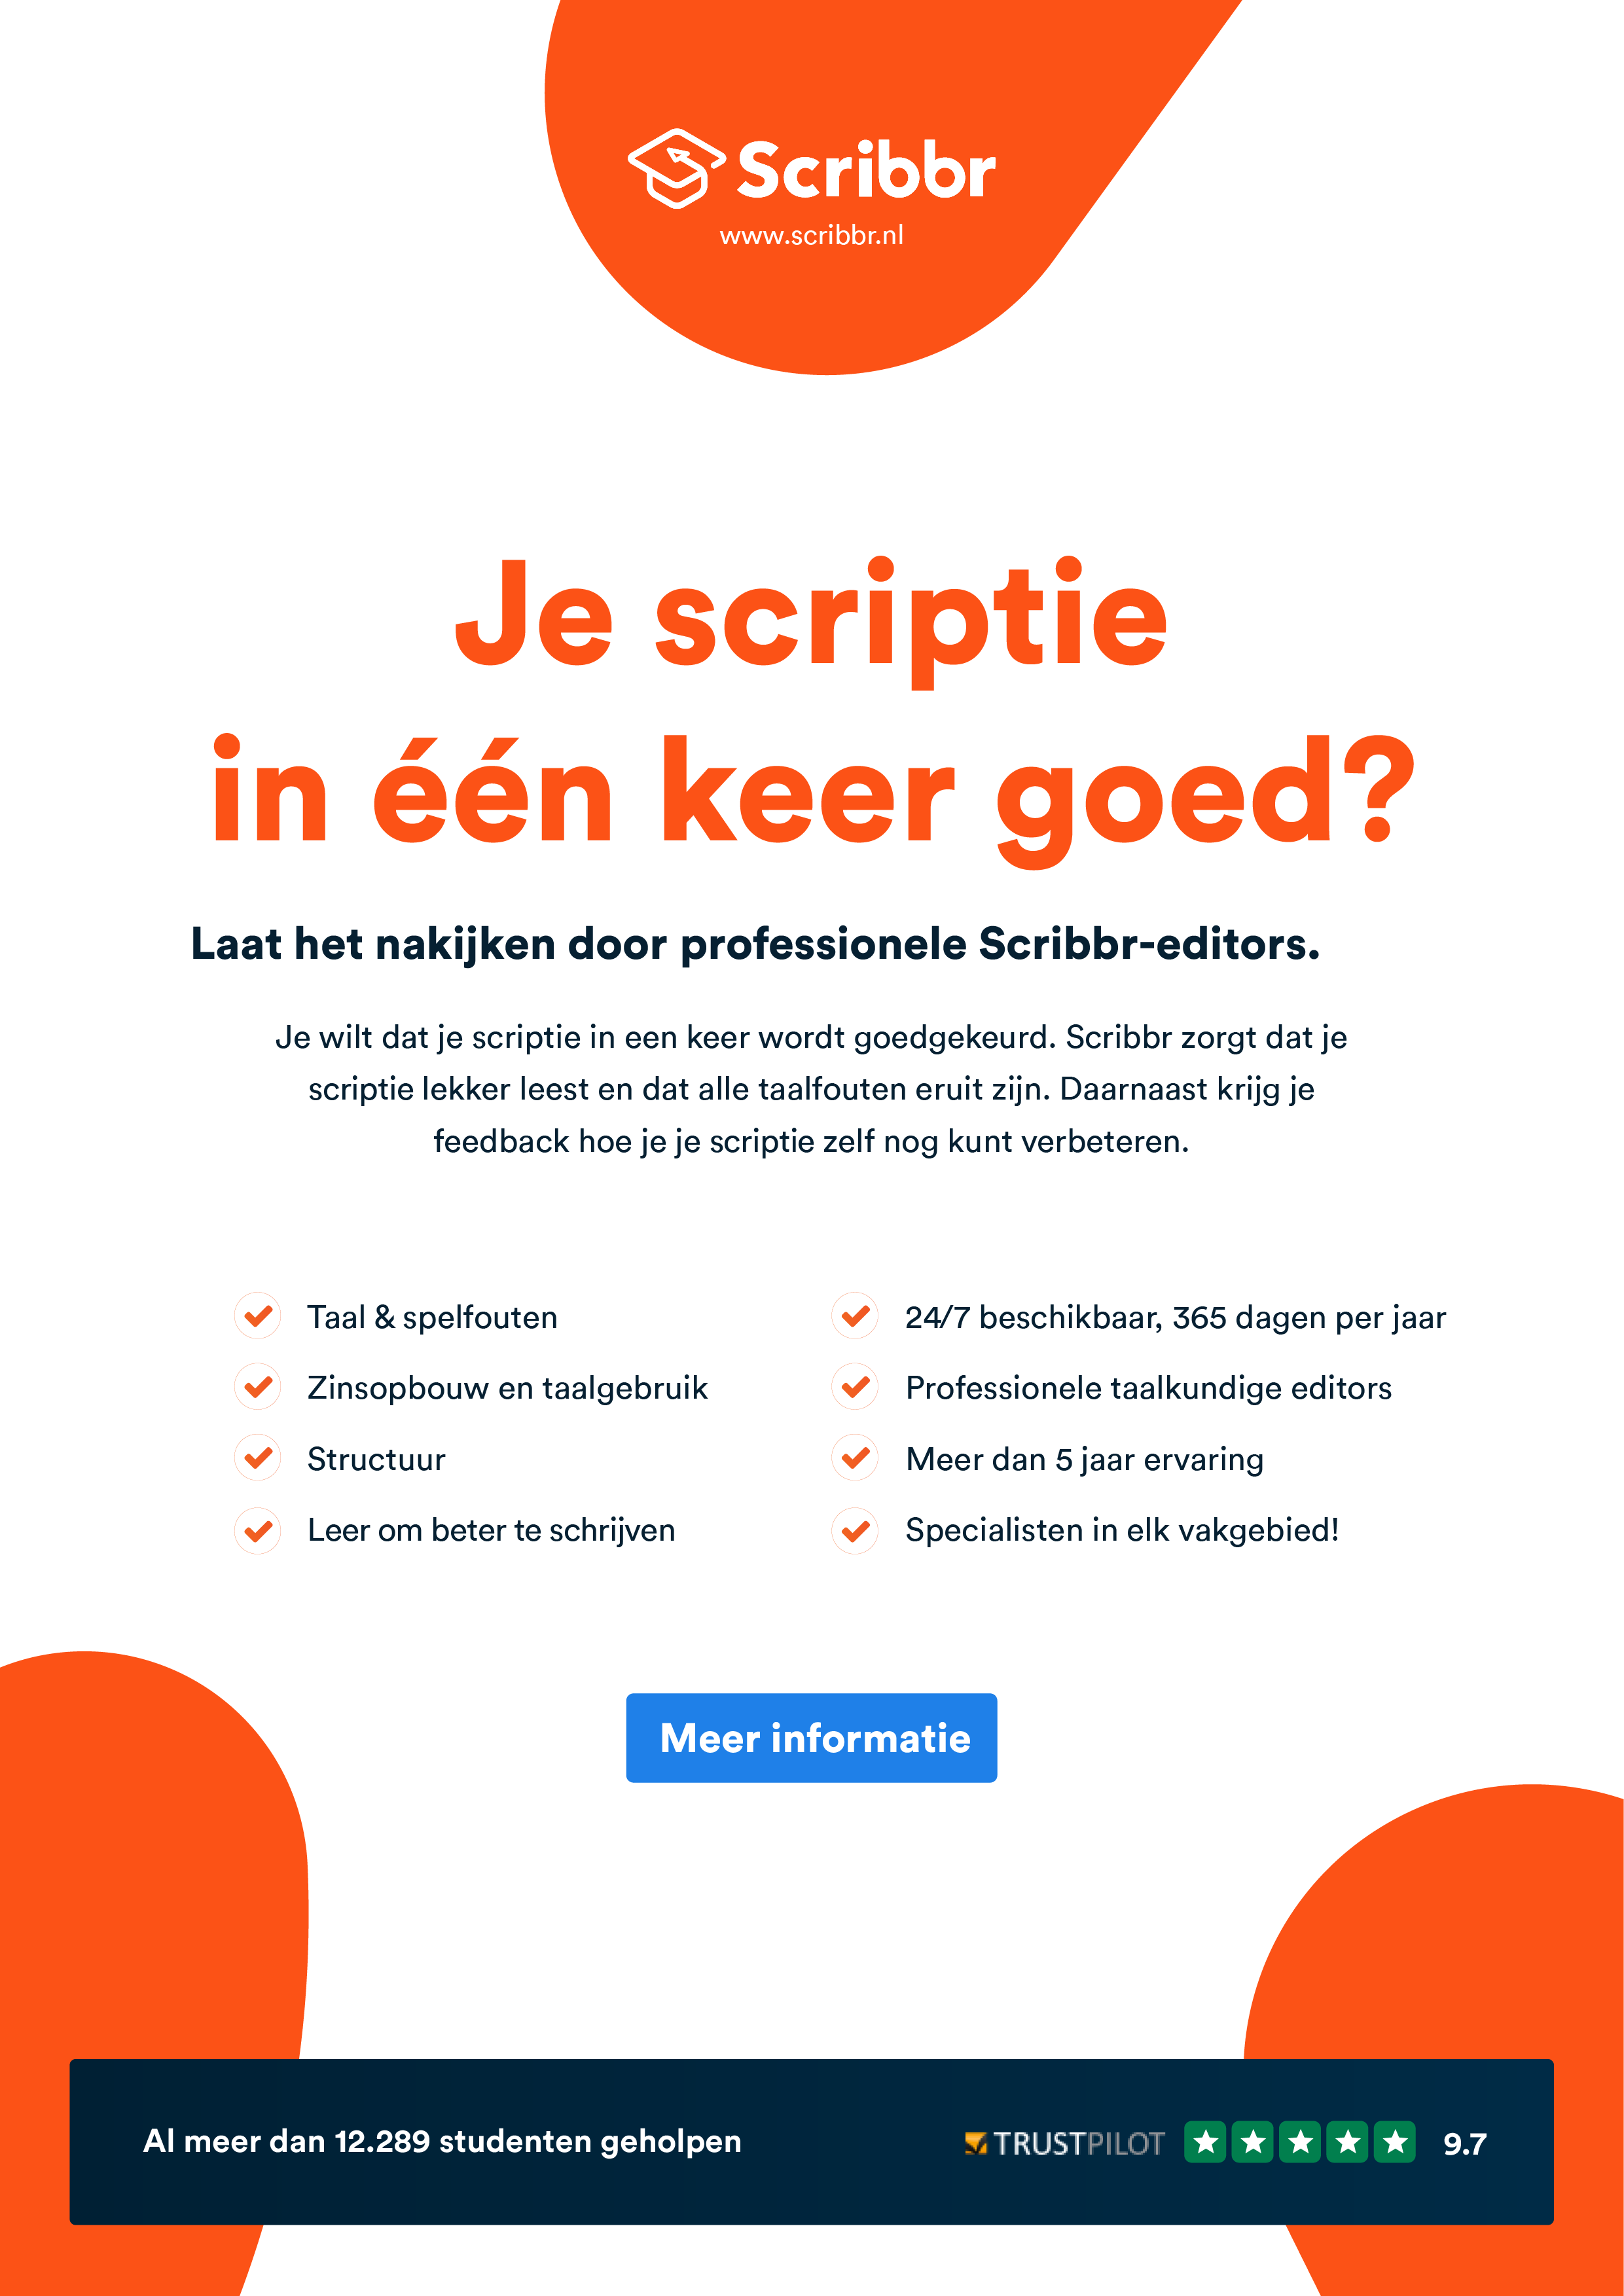 Scribbr
www.scribbr.nl
Je scriptie
in één keer goed?
Laat het nakijken door professionele Scribbr-editors.
Je wilt dat je scriptie in een keer wordt goedgekeurd. Scribbr zorgt dat je
scriptie lekker leest en dat alle taalfouten eruit zijn. Daarnaast krijg je
feedback hoe je je scriptie zelf nog kunt verbeteren.
Taal & spelfouten
Zinsopbouw en taalgebruik
Structuur
Leer om beter te schrijven
24/7 beschikbaar, 365 dagen per jaar
Professionele taalkundige editors
Meer dan 5 jaar ervaring
Specialisten in elk vakgebied!
Meer informatie
Al meer dan 12.289 studenten geholpen
TRUSTPILOT 9.7